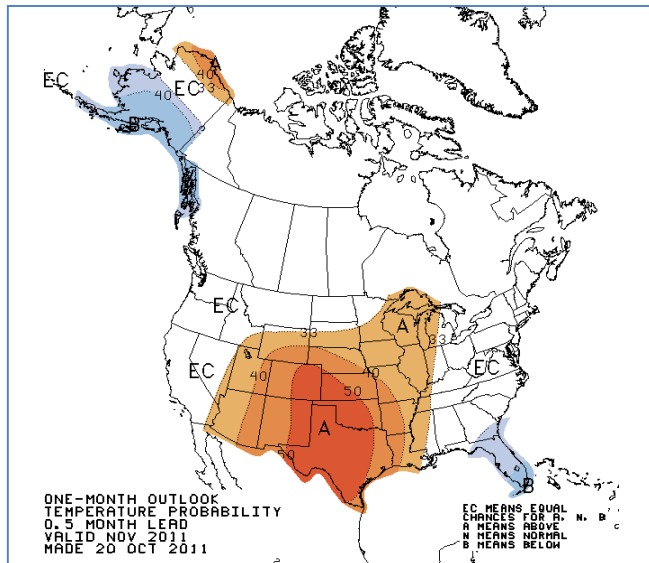 A
40
EC
EC
33
40
B
EC
33
A
33
EC
40
40
EC
50
A
50
B
ONE-MONTH OUTLOOK
TEMPERATURE PROBABILITY
0.5 MONTH LEAD
VALID NOV 2011
MADE 20 OCT 2011
EC MEANS EQUAL
CHANCES FOR A, N, B
A MEANS ABOVE
N MEANS NORMAL
B MEANS BELOW